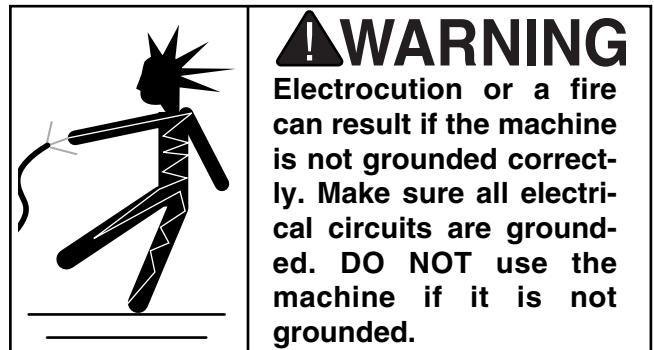 WARNING
Electrocution or a fire
can result if the machine
is not grounded correct-
ly. Make sure all electri-
cal circuits are ground-
ed. DO NOT use the
machine if it is not
grounded.